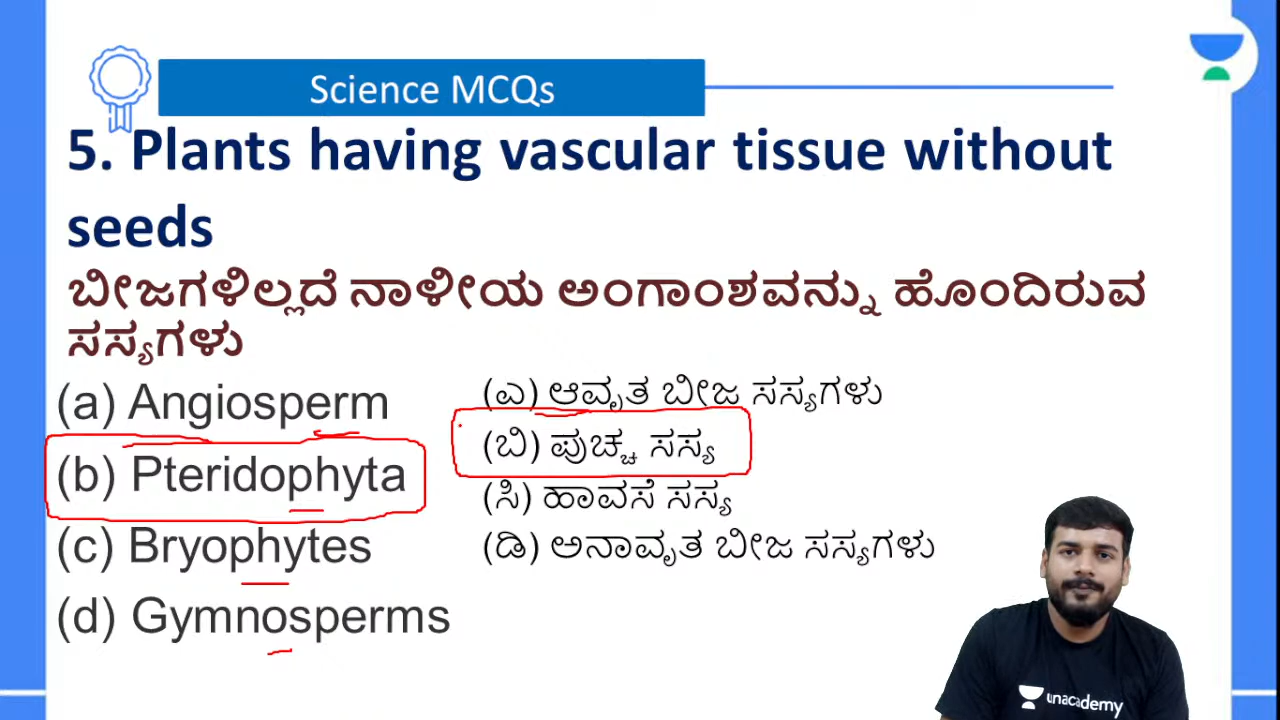 Science MCQs
5. Plants having vascular tissue without
seeds
ಬೀಜಗಳಿಲ್ಲದೆ ನಾಳೀಯ ಅಂಗಾಂಶವನ್ನು ಹೊಂದಿರುವ
ಸಸ್ಯಗಳು
(a) Angiosperm
(b) Pteridophyta
(c) Bryophytes
(d) Gymnosperms
(ಎ) ಆವೃತ ಬೀಜ ಸಸ್ಯಗಳು
(ಬಿ) ಪುಚ್ಚ ಸಸ್ಯ
(ಸಿ) ಹಾವಸೆ ಸಸ್ಯ
(ಡಿ) ಅನಾವೃತ ಬೀಜ ಸಸ್ಯಗಳು
unacademy